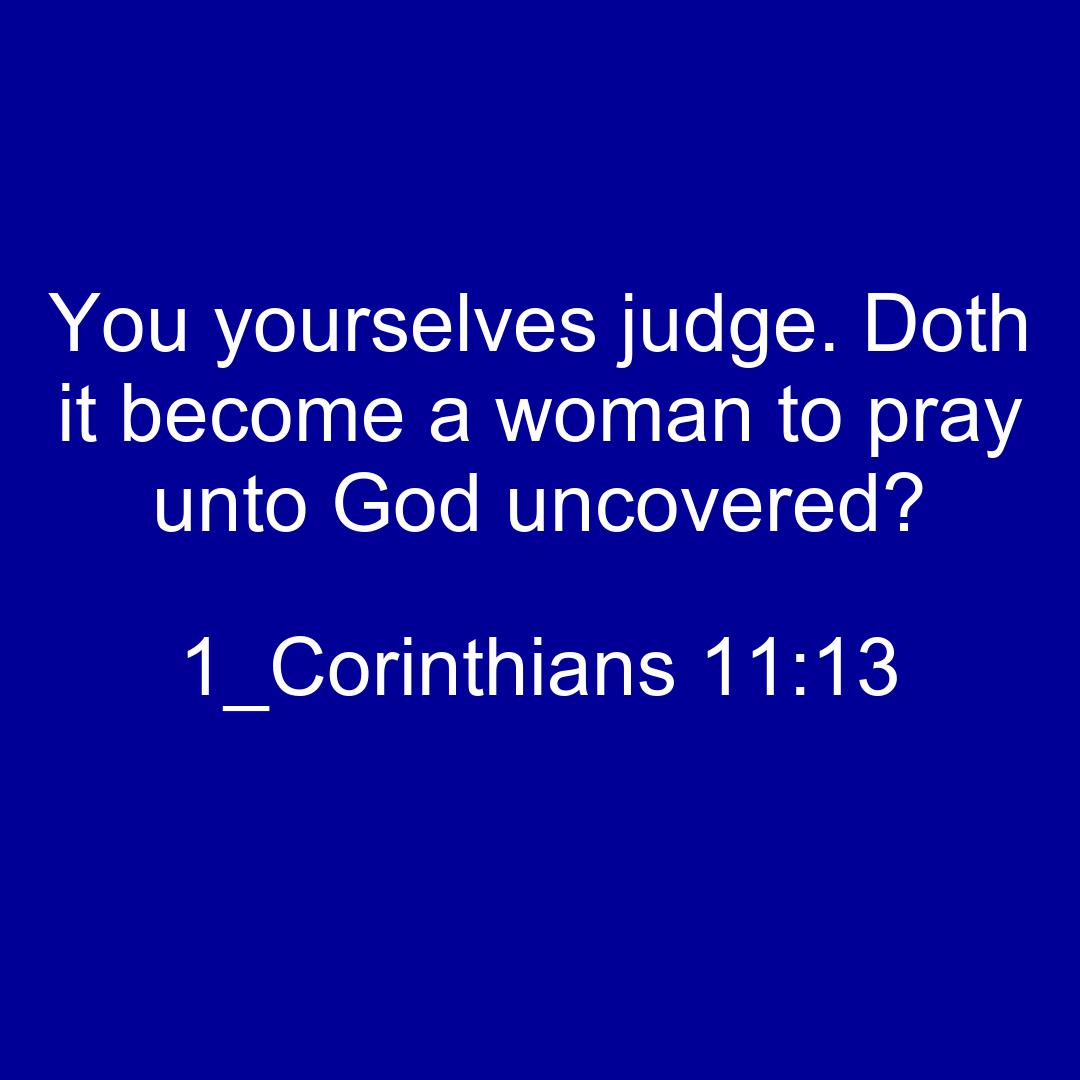 You yourselves judge. Doth
it become a woman to pray
unto God uncovered?
1_Corinthians 11:13